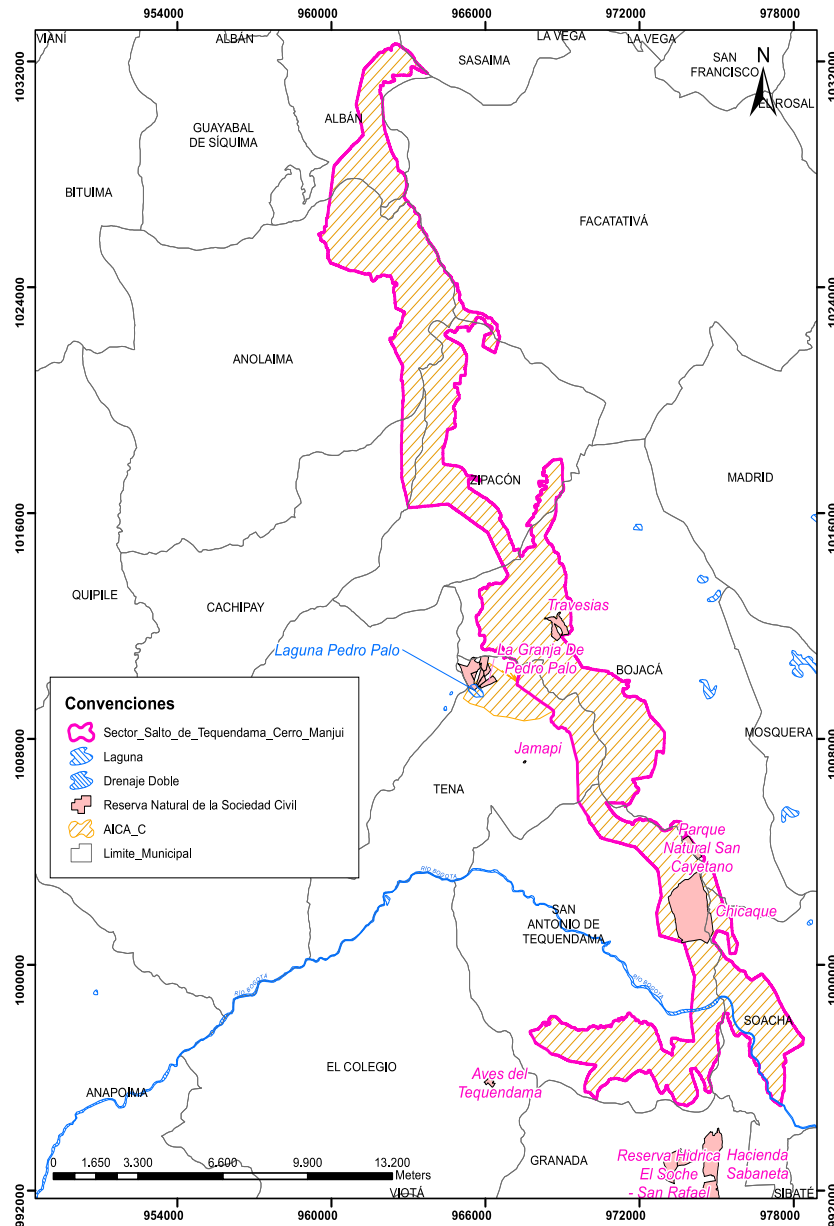 954000 960000 966000 972000 978000
VIANÍ
ALBÁN
SASAIMA
LA VEGA
LA VEGA
SAN
FRANCISCO
N
EL ROSAL
1032000
1032000
ALBÁN
GUAYABAL
DE SÍQUIMA
BITUIMA
FACATATIVÁ
1024000
1024000
ANOLAIMA
ZIPACÓN
MADRID
1016000
1016000
QUIPILE
CACHIPAY
Travesias
Laguna Pedro Palo
La Granja De
Pedro Palo
BOJACÁ
Convenciones
Sector_Salto_de_Tequendama_Cerro_Manjui
Laguna
Drenaje Doble
Reserva Natural de la Sociedad Civil
AICA_C
Limite_Municipal
MOSQUERA
1008000
1008000
Jamapi
TENA
Parque
Natural San
Cayetano
Chicaque
SAN
ANTONIO DE
TEQUENDAMA
RÍO BOGOTA
RÍO BOGOTA
1000000
1000000
SOACHA
EL COLEGIO
Aves del
Tequendama
ANAPOIMA
GRANADA
Reserva Hidrica
El Soche
- San Rafael
Hacienda
Sabaneta
0 1.650 3.300 6.600 9.900 13.200
Meters
VIOTÁ
SIBATÉ
992000
992000
954000 960000 966000 972000 978000